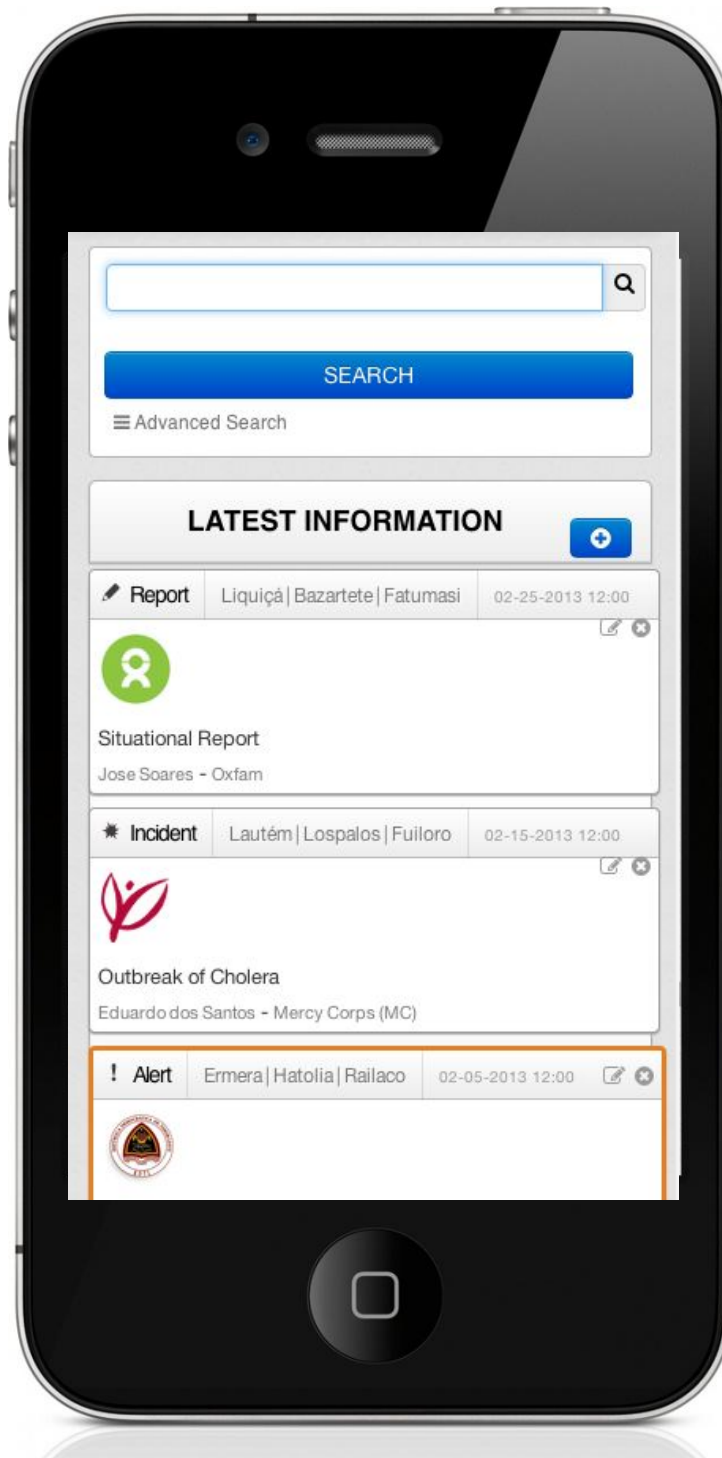 SEARCH
Advanced Search
LATEST INFORMATION
Report Liquiçá|Bazartete|Fatumasi 02-25-2013 12:00
Situational Report
Jose Soares - Oxfam
Incident Lautém|Lospalos|Fuiloro 02-15-2013 12:00
Outbreak of Cholera
Eduardo dos Santos - Mercy Corps (MC)
! Alert Ermera|Hatolia|Railaco 02-05-2013 12:00